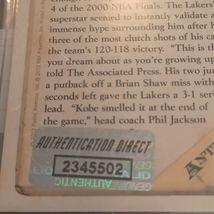 4 of the 2000 NBA Finals. The Lakers
superstar seemed to instantly validate
immense hype surrounding him after
three of the most clutch shots of his ca
the team's 120-118 victory. "This is th
you dream about as you're growing up
told The Associated Press. His two jum
a putback off a Brian Shaw miss with
seconds left gave the Lakers a 3-1 serie
lead. "Kobe smelled it at the end of
the game," head coach Phil Jackson
AUTHENTICATION DIRECT
2345502